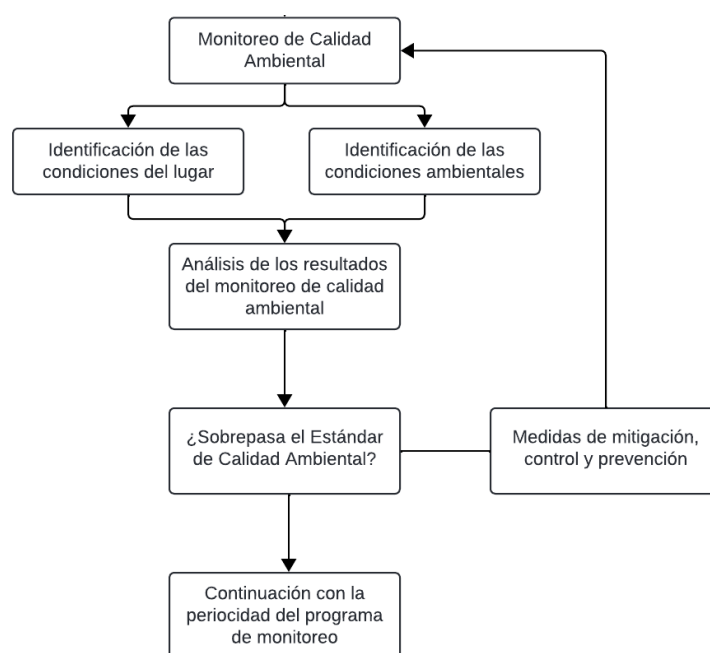 Monitoreo de Calidad
Ambiental
Identificación de las
condiciones del lugar
Identificación de las
condiciones ambientales
Análisis de los resultados
del monitoreo de calidad
ambiental
¿Sobrepasa el Estándar
de Calidad Ambiental?
Medidas de mitigación,
control y prevención
Continuación con la
periocidad del programa
de monitoreo